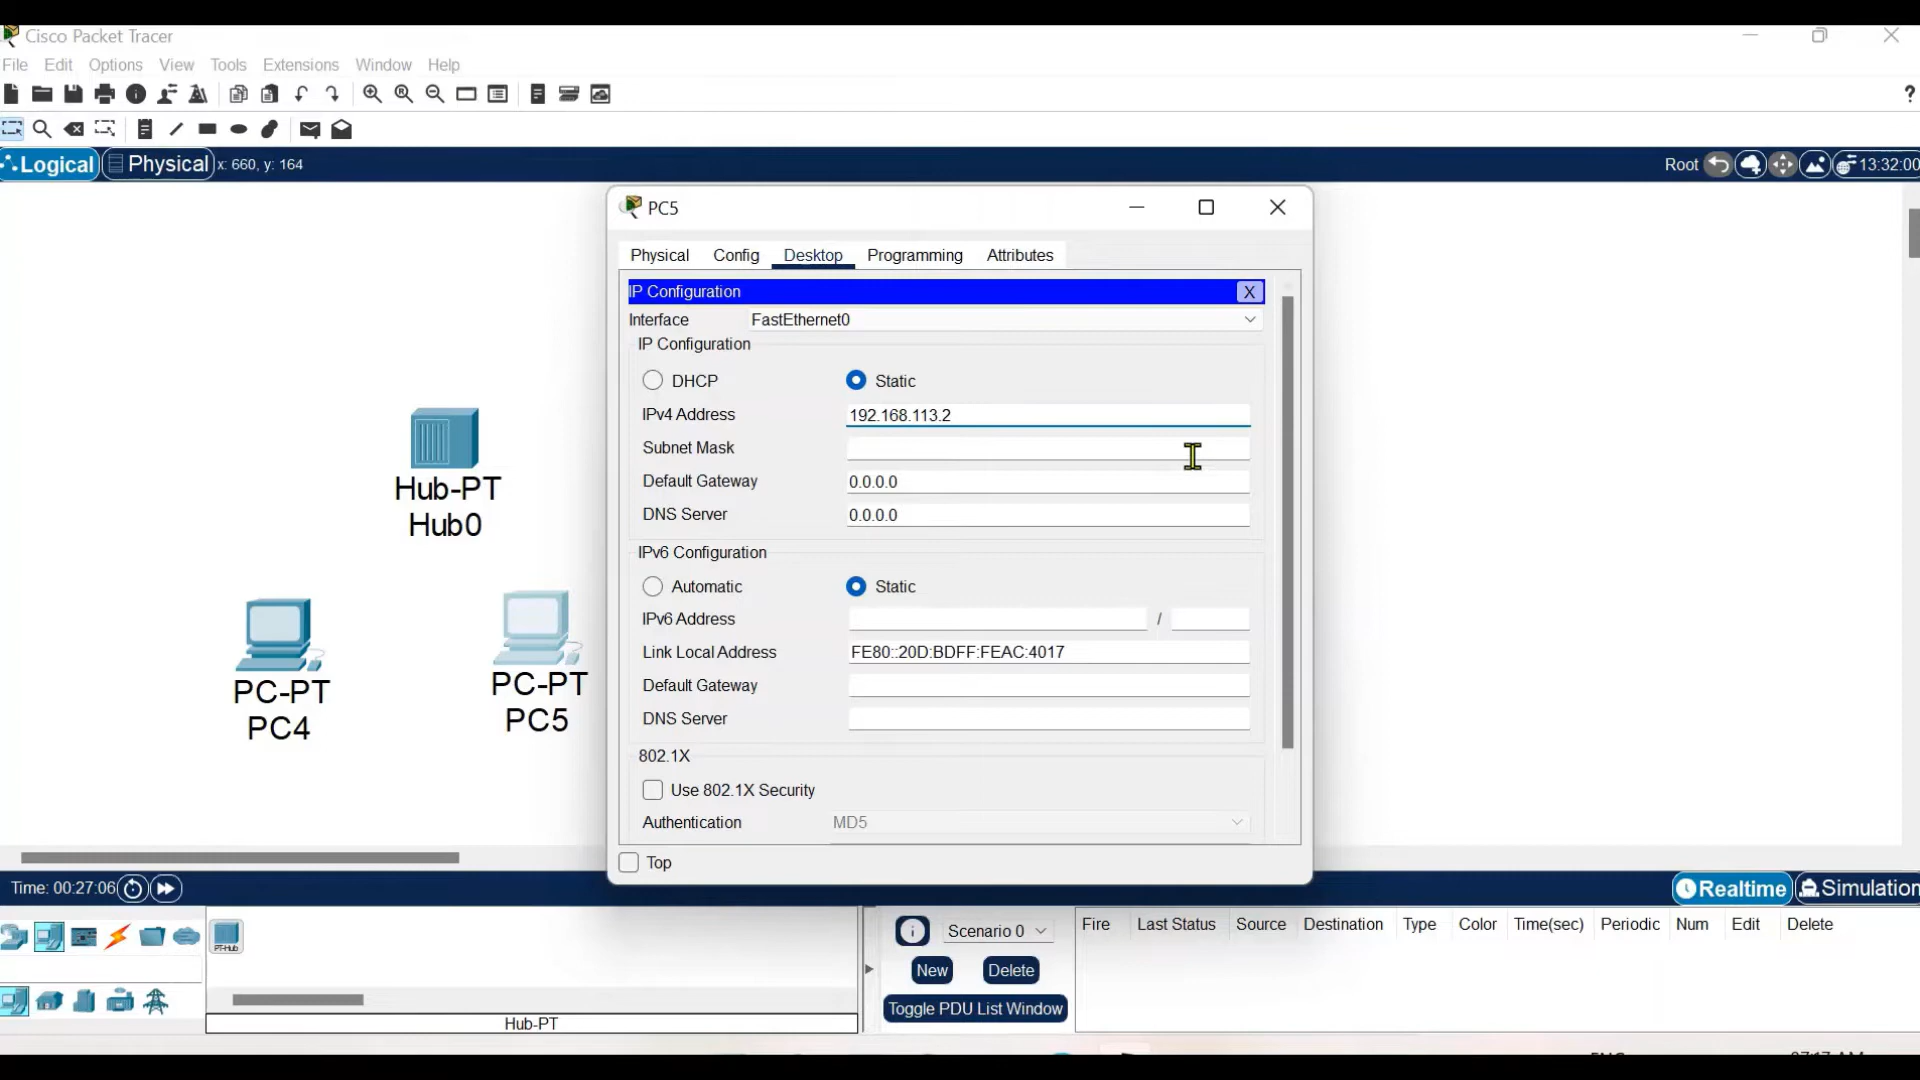 Cisco Packet Tracer
File Edit Options View Tools Extensions Window Help
?
Logical Physical x: 660, y: 164
Root 13:32:00
PC5
Physical Config Desktop Programming Attributes
IP Configuration X
Interface FastEthernet0
IP Configuration
DHCP Static
IPv4 Address 192.168.113.2
Subnet Mask
Default Gateway 0.0.0.0
DNS Server 0.0.0.0
IPv6 Configuration
Automatic Static
IPv6 Address /
Link Local Address FE80::20D:BDFF:FEAC:4017
Default Gateway
DNS Server
802.1X
Use 802.1X Security
Authentication MD5
Top
Hub-PT
Hub0
PC-PT
PC4
PC-PT
PC5
Time: 00:27:06
Realtime Simulation
PT-Hub
Hub-PT
Scenario 0
New Delete
Toggle PDU List Window
Fire Last Status Source Destination Type Color Time(sec) Periodic Num Edit Delete